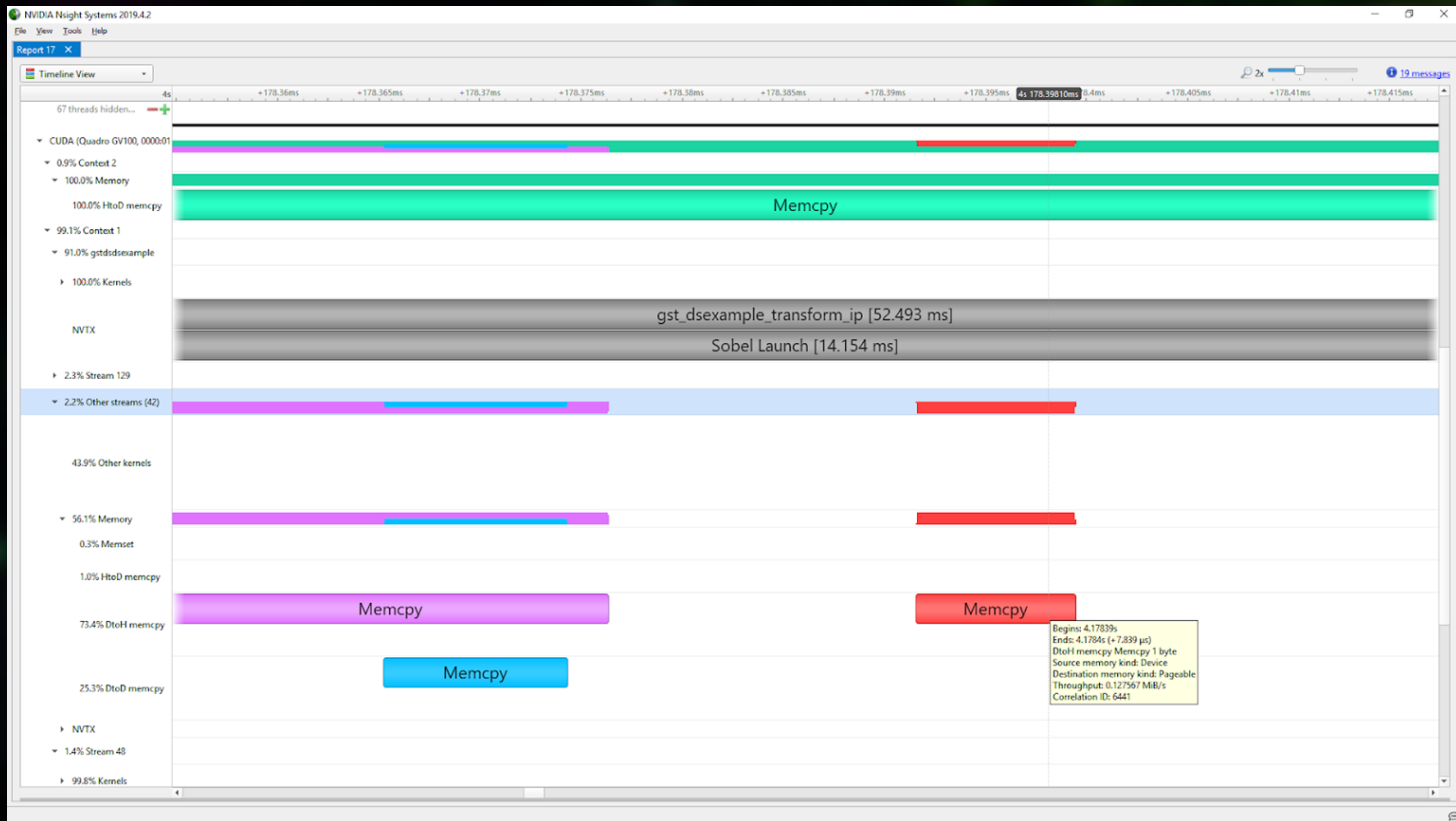 NVIDIA Nsight Systems 2019.4.2
File View Tools Help
Report 17
Timeline View
2x
19 messages
4s
+178.36ms
+178.365ms
+178.37ms
+178.375ms
+178.38ms
+178.385ms
+178.39ms
+178.395ms
4s 178.39810ms
8.4ms
+178.405ms
+178.41ms
+178.415ms
67 threads hidden...
CUDA (Quadro GV100, 0000:01
0.9% Context 2
100.0% Memory
100.0% HtoD memcpy
Memcpy
99.1% Context 1
91.0% gstdsdsexample
100.0% Kernels
NVTX
gst_dsexample_transform_ip [52.493 ms]
Sobel Launch [14.154 ms]
2.3% Stream 129
2.2% Other streams (42)
43.9% Other kernels
56.1% Memory
0.3% Memset
1.0% HtoD memcpy
73.4% DtoH memcpy
Memcpy
Memcpy
Begins: 4.17839s
Ends: 4.1784s (+7.839 μs)
DtoH memcpy Memcpy 1 byte
Source memory kind: Device
Destination memory kind: Pageable
Throughput: 0.127567 MiB/s
Correlation ID: 6441
25.3% DtoD memcpy
Memcpy
NVTX
1.4% Stream 48
99.8% Kernels